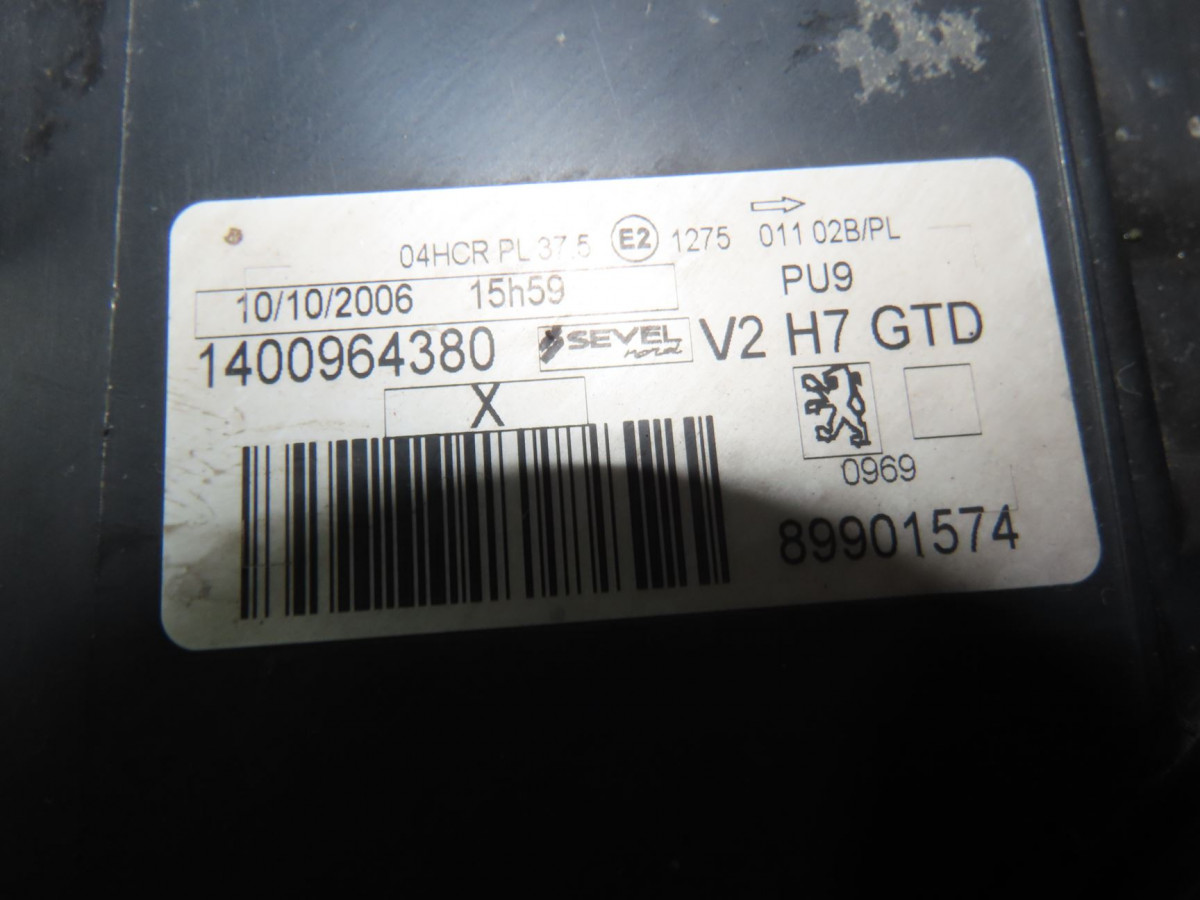 04HCR PL 37,5 E2 1275 011 02B/PL
10/10/2006 15h59 PU9
1400964380 SEVEL nord V2 H7 GTD
X
0969
89901574